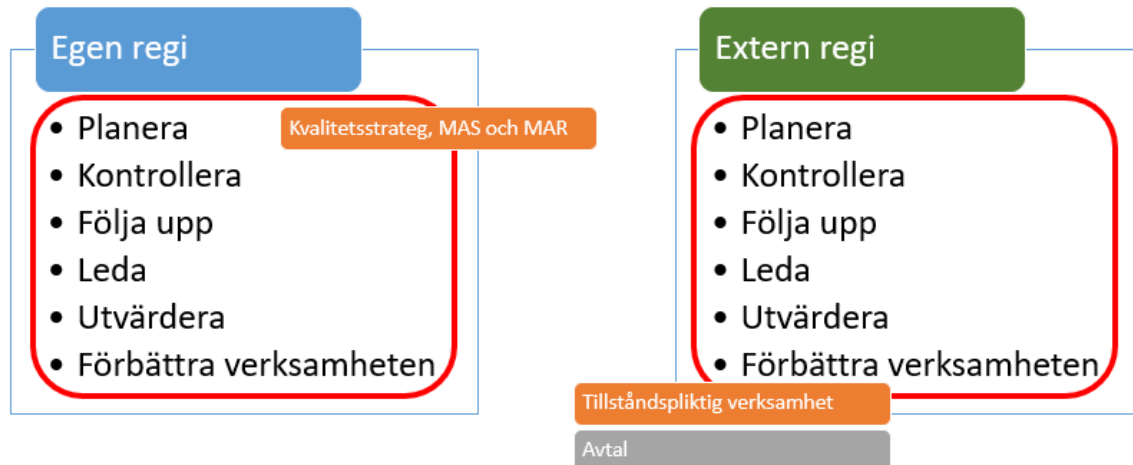 Egen regi
Kvalitetsstrateg, MAS och MAR
• Planera
• Kontrollera
• Följa upp
• Leda
• Utvärdera
• Förbättra verksamheten
Extern regi
• Planera
• Kontrollera
• Följa upp
• Leda
• Utvärdera
• Förbättra verksamheten
Tillståndspliktig verksamhet
Avtal